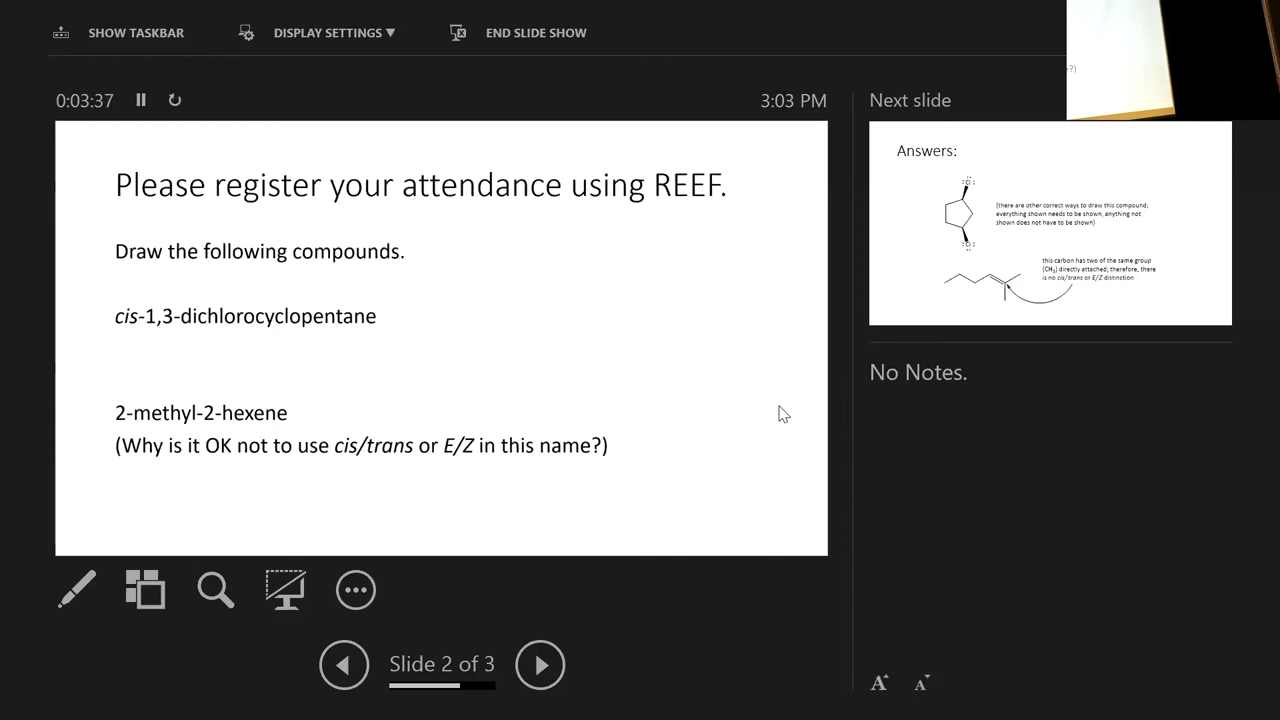 SHOW TASKBAR
DISPLAY SETTINGS ▼
END SLIDE SHOW
?)
0:03:37
3:03 PM
Next slide
Please register your attendance using REEF.
Draw the following compounds.
cis-1,3-dichlorocyclopentane
2-methyl-2-hexene
(Why is it OK not to use cis/trans or E/Z in this name?)
Answers:
:Cl:
(there are other correct ways to draw this compound;
everything shown needs to be shown, anything not
shown does not have to be shown)
:Cl:
this carbon has two of the same group
(CH3) directly attached; therefore, there
is no cis/trans or E/Z distinction
No Notes.
Slide 2 of 3
A A